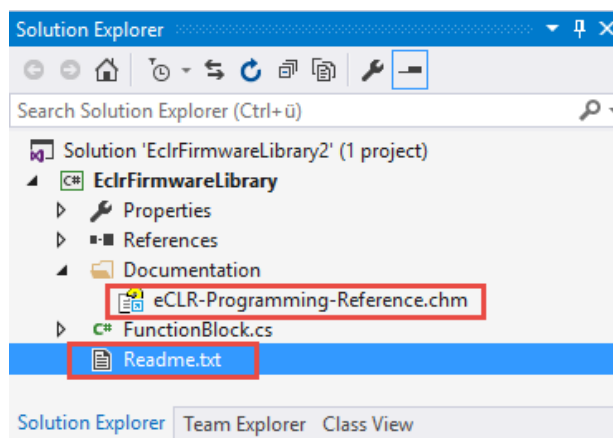 Solution Explorer
Search Solution Explorer (Ctrl+ü)
Solution 'EclrFirmwareLibrary2' (1 project)
C# EclrFirmwareLibrary
Properties
References
Documentation
eCLR-Programming-Reference.chm
C# FunctionBlock.cs
Readme.txt
Solution Explorer Team Explorer Class View